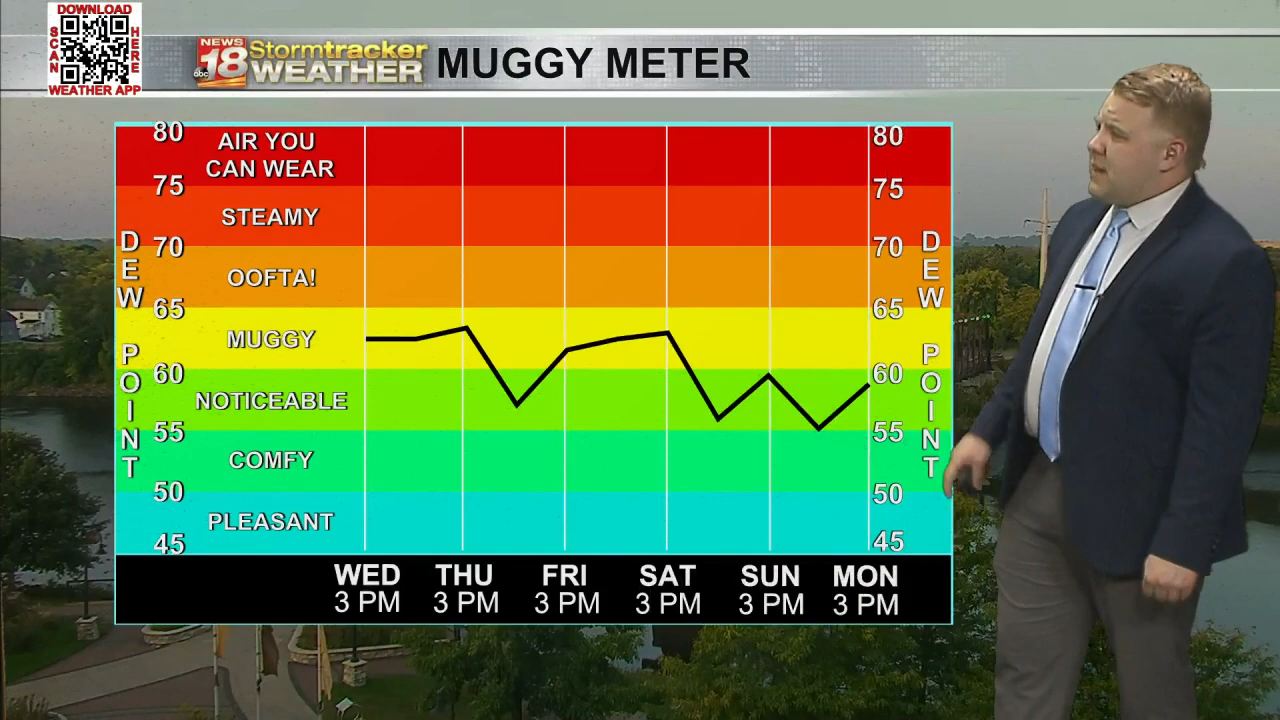 DOWNLOAD
SCAN
HERE
WEATHER APP
NEWS
abc 18
Stormtracker
WEATHER
MUGGY METER
80
AIR YOU
CAN WEAR
80
75
75
STEAMY
70
70
OOFTA!
65
65
MUGGY
60
60
NOTICEABLE
55
55
COMFY
50
50
PLEASANT
45
45
DEW POINT
DEW POINT
WED THU FRI SAT SUN MON
3 PM 3 PM 3 PM 3 PM 3 PM 3 PM